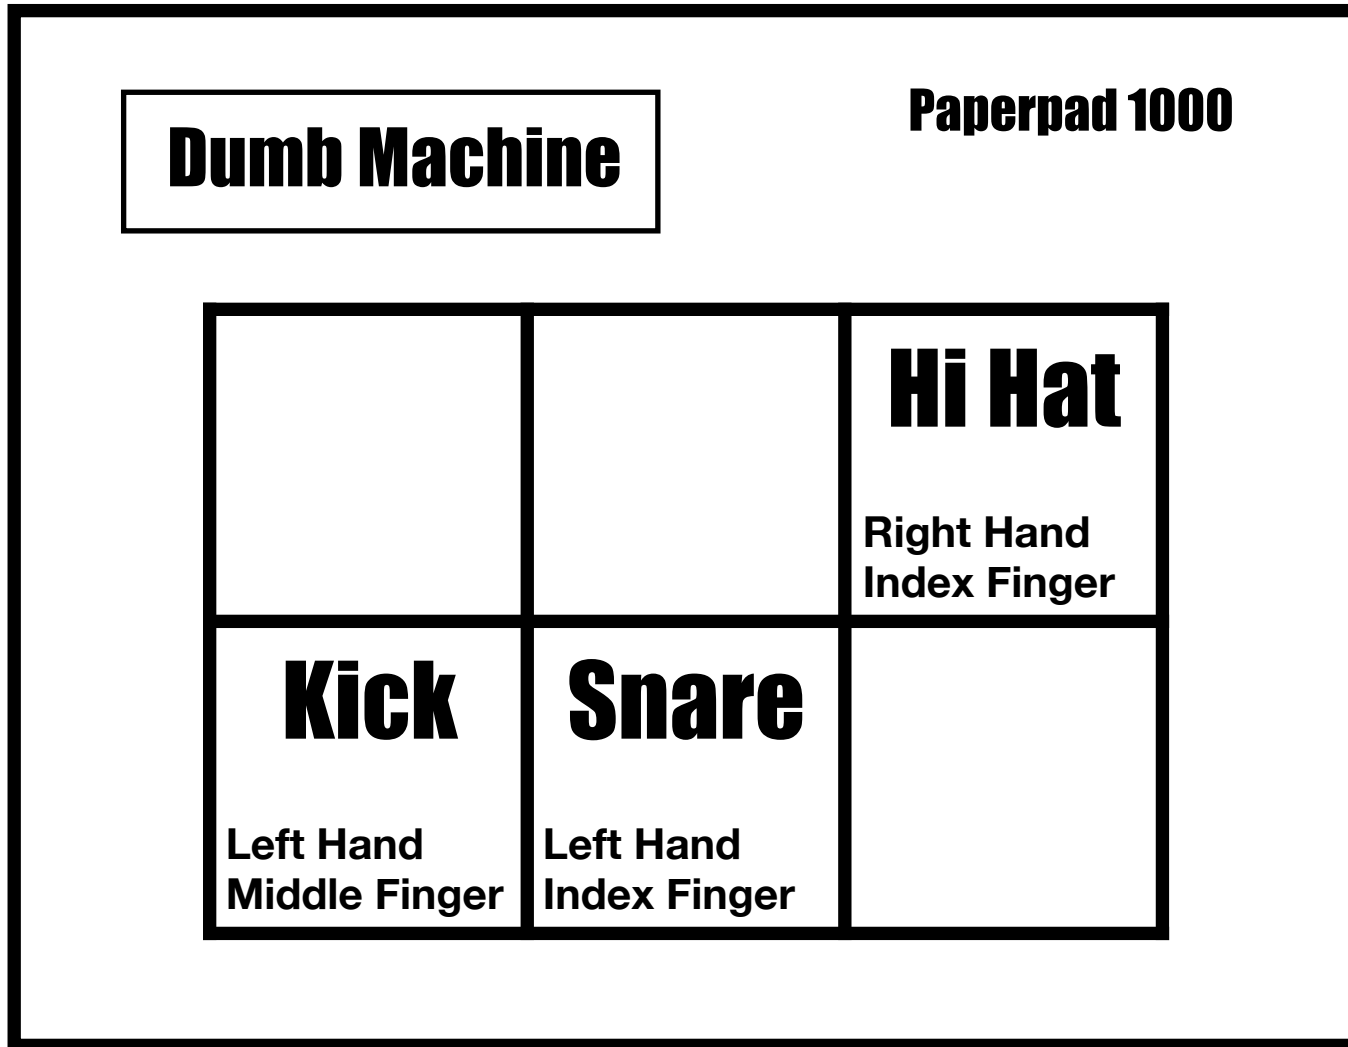 Dumb Machine
Paperpad 1000
Hi Hat
Right Hand
Index Finger
Kick
Left Hand
Middle Finger
Snare
Left Hand
Index Finger